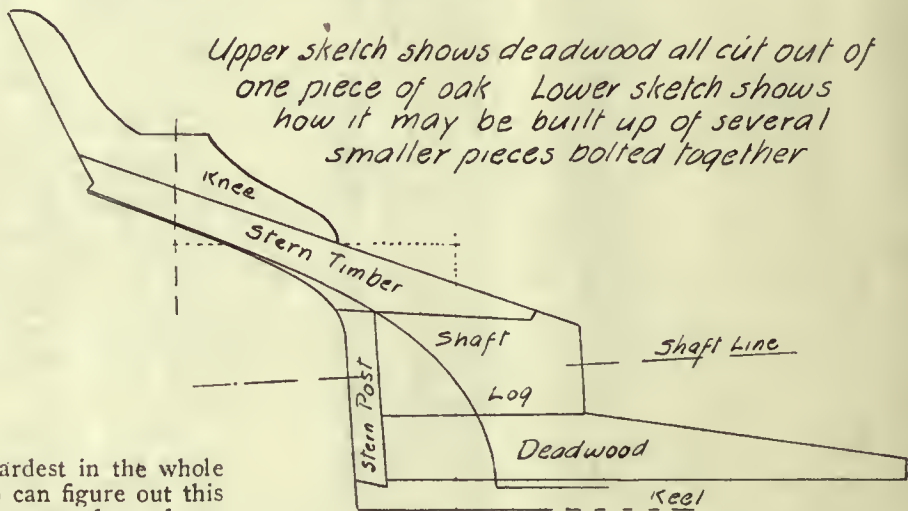 Upper sketch shows deadwood all cut out of
one piece of oak Lower sketch shows
how it may be built up of several
smaller pieces bolted together
Knee
Stern Timber
Shaft
Shaft Line
Log
Stern Post
Deadwood
Keel
ardest in the whole
can figure out this